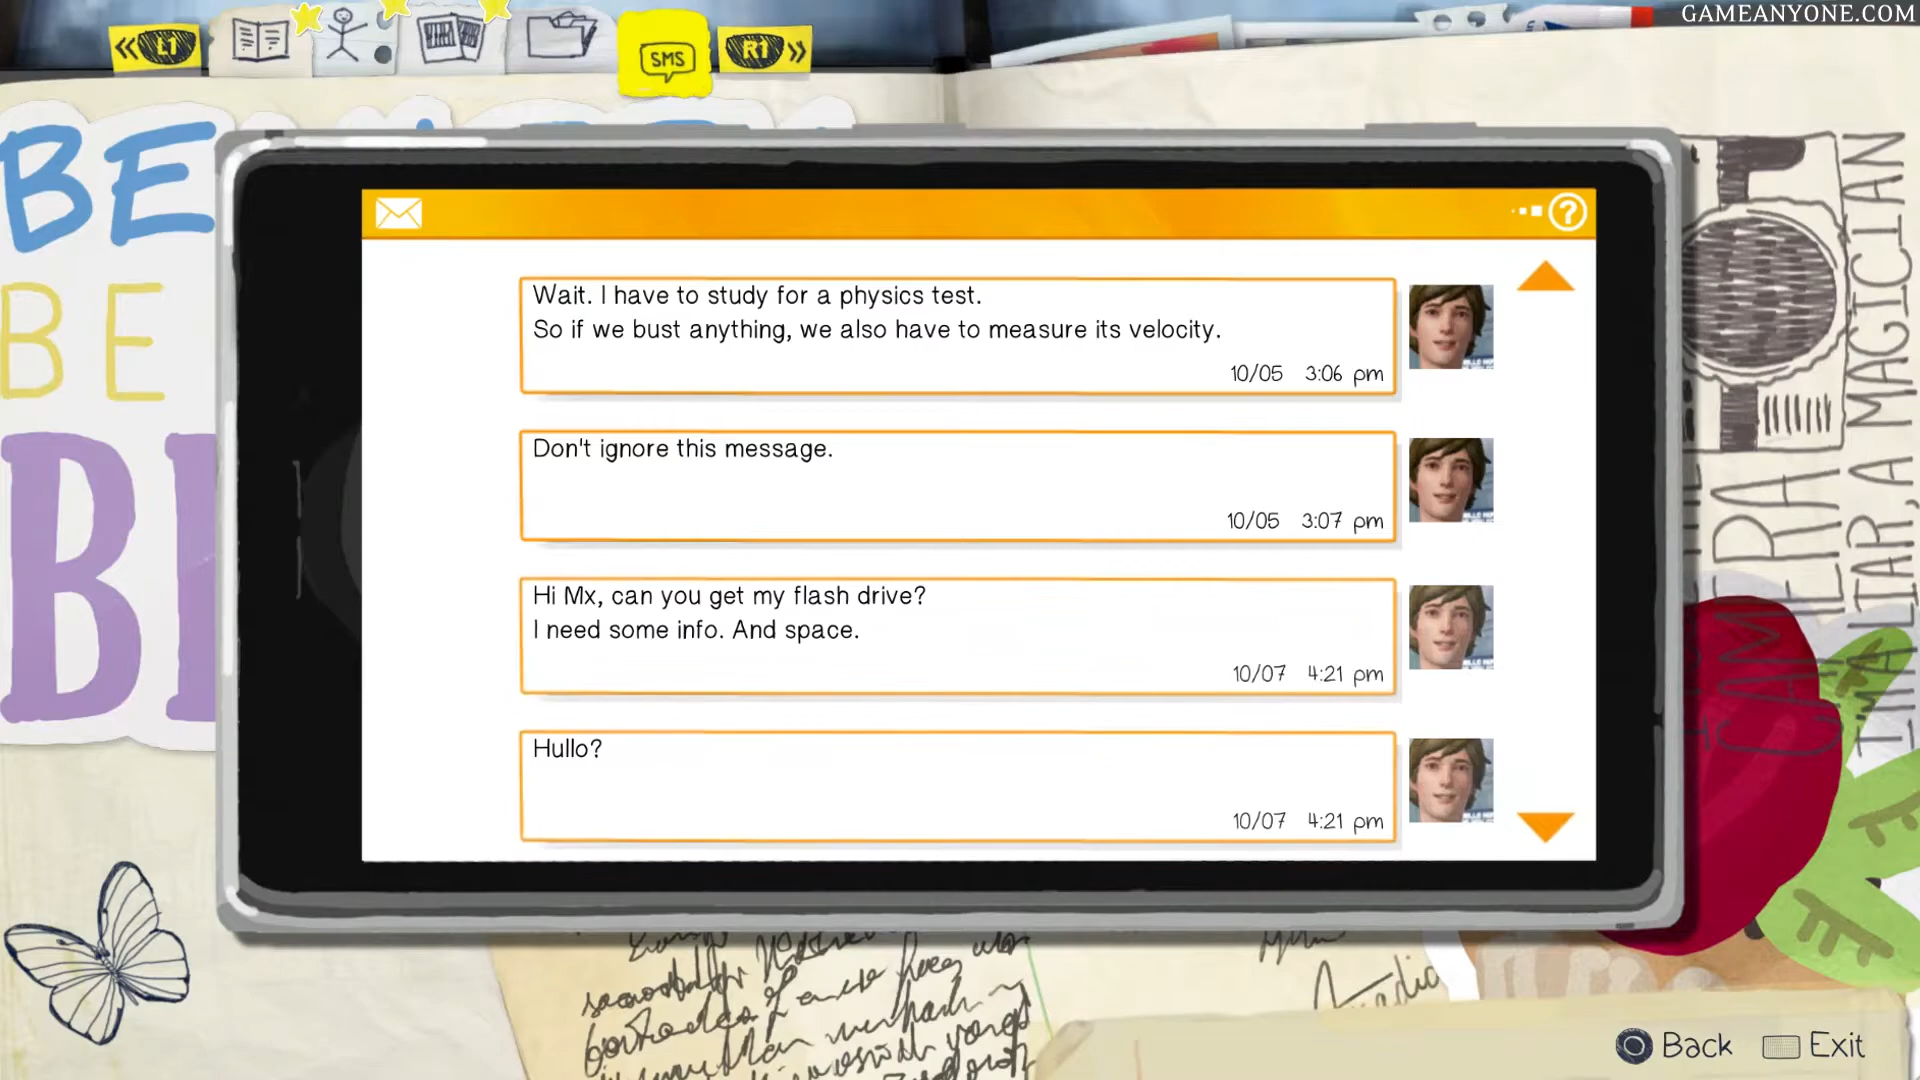 GAMEANYONE.COM
L1
SMS
R1
BE
BE
Wait. I have to study for a physics test.
So if we bust anything, we also have to measure its velocity.
10/05 3:06 pm
Don't ignore this message.
10/05 3:07 pm
Hi Mx, can you get my flash drive?
I need some info. And space.
10/07 4:21 pm
Hullo?
10/07 4:21 pm
CAMERA
LIAR, A MAGICIAN
Back
Exit